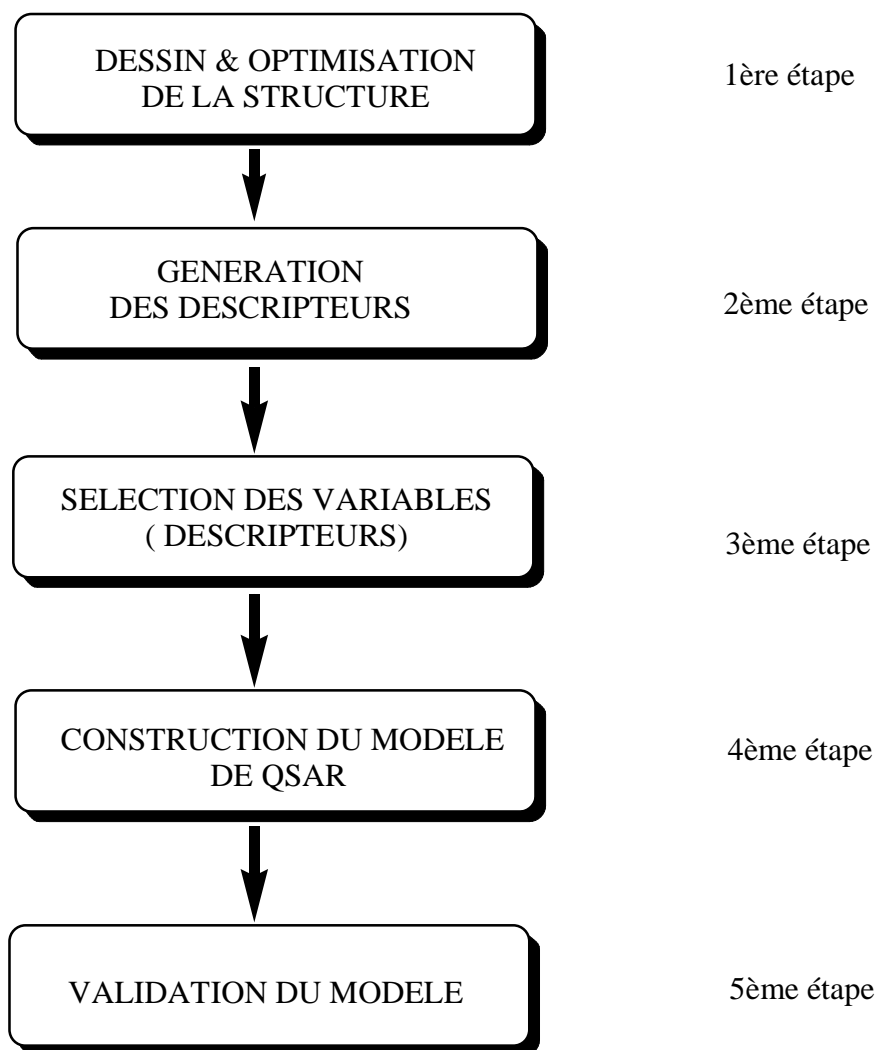 DESSIN & OPTIMISATION
DE LA STRUCTURE
1ère étape
GENERATION
DES DESCRIPTEURS
2ème étape
SELECTION DES VARIABLES
( DESCRIPTEURS)
3ème étape
CONSTRUCTION DU MODELE
DE QSAR
4ème étape
VALIDATION DU MODELE
5ème étape